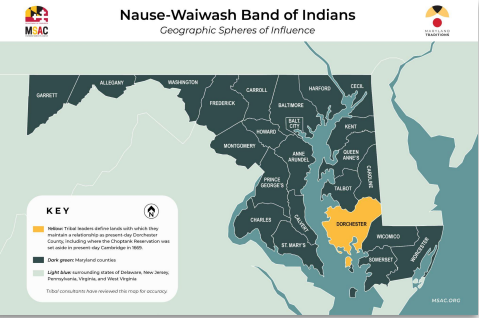 Nause-Waiwash Band of Indians
Geographic Spheres of Influence
MSAC
MARYLAND
TRADITIONS
GARRETT
ALLEGANY
WASHINGTON
FREDERICK
CARROLL
BALTIMORE
HARFORD
CECIL
BALT
CITY
HOWARD
KENT
MONTGOMERY
ANNE
ARUNDEL
QUEEN
ANNE'S
CAROLINE
PRINCE
GEORGE'S
TALBOT
CALVERT
CHARLES
DORCHESTER
ST. MARY'S
WICOMICO
WORCESTER
SOMERSET
KEY
N
Yellow: Tribal leaders define lands with which they
maintain a relationship as present-day Dorchester
County, including where the Choptank Reservation was
set aside in present-day Cambridge in 1669.
Dark green: Maryland counties
Light blue: surrounding states of Delaware, New Jersey,
Pennsylvania, Virginia, and West Virginia
Tribal consultants have reviewed this map for accuracy.
MSAC.ORG